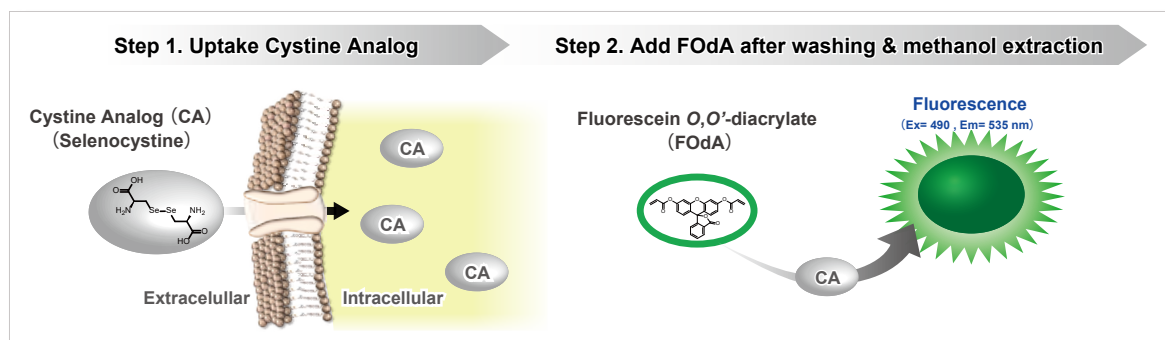 Step 1. Uptake Cystine Analog
Step 2. Add FOdA after washing & methanol extraction
Cystine Analog (CA)
(Selenocystine)
O
OH
H₂N
Se
Se
NH₂
HO
O
Extracelullar
Intracellular
CA
CA
CA
Fluorescein O,O’-diacrylate
(FOdA)
O
O
O
O
O
O
O
CA
Fluorescence
(Ex= 490 , Em= 535 nm)